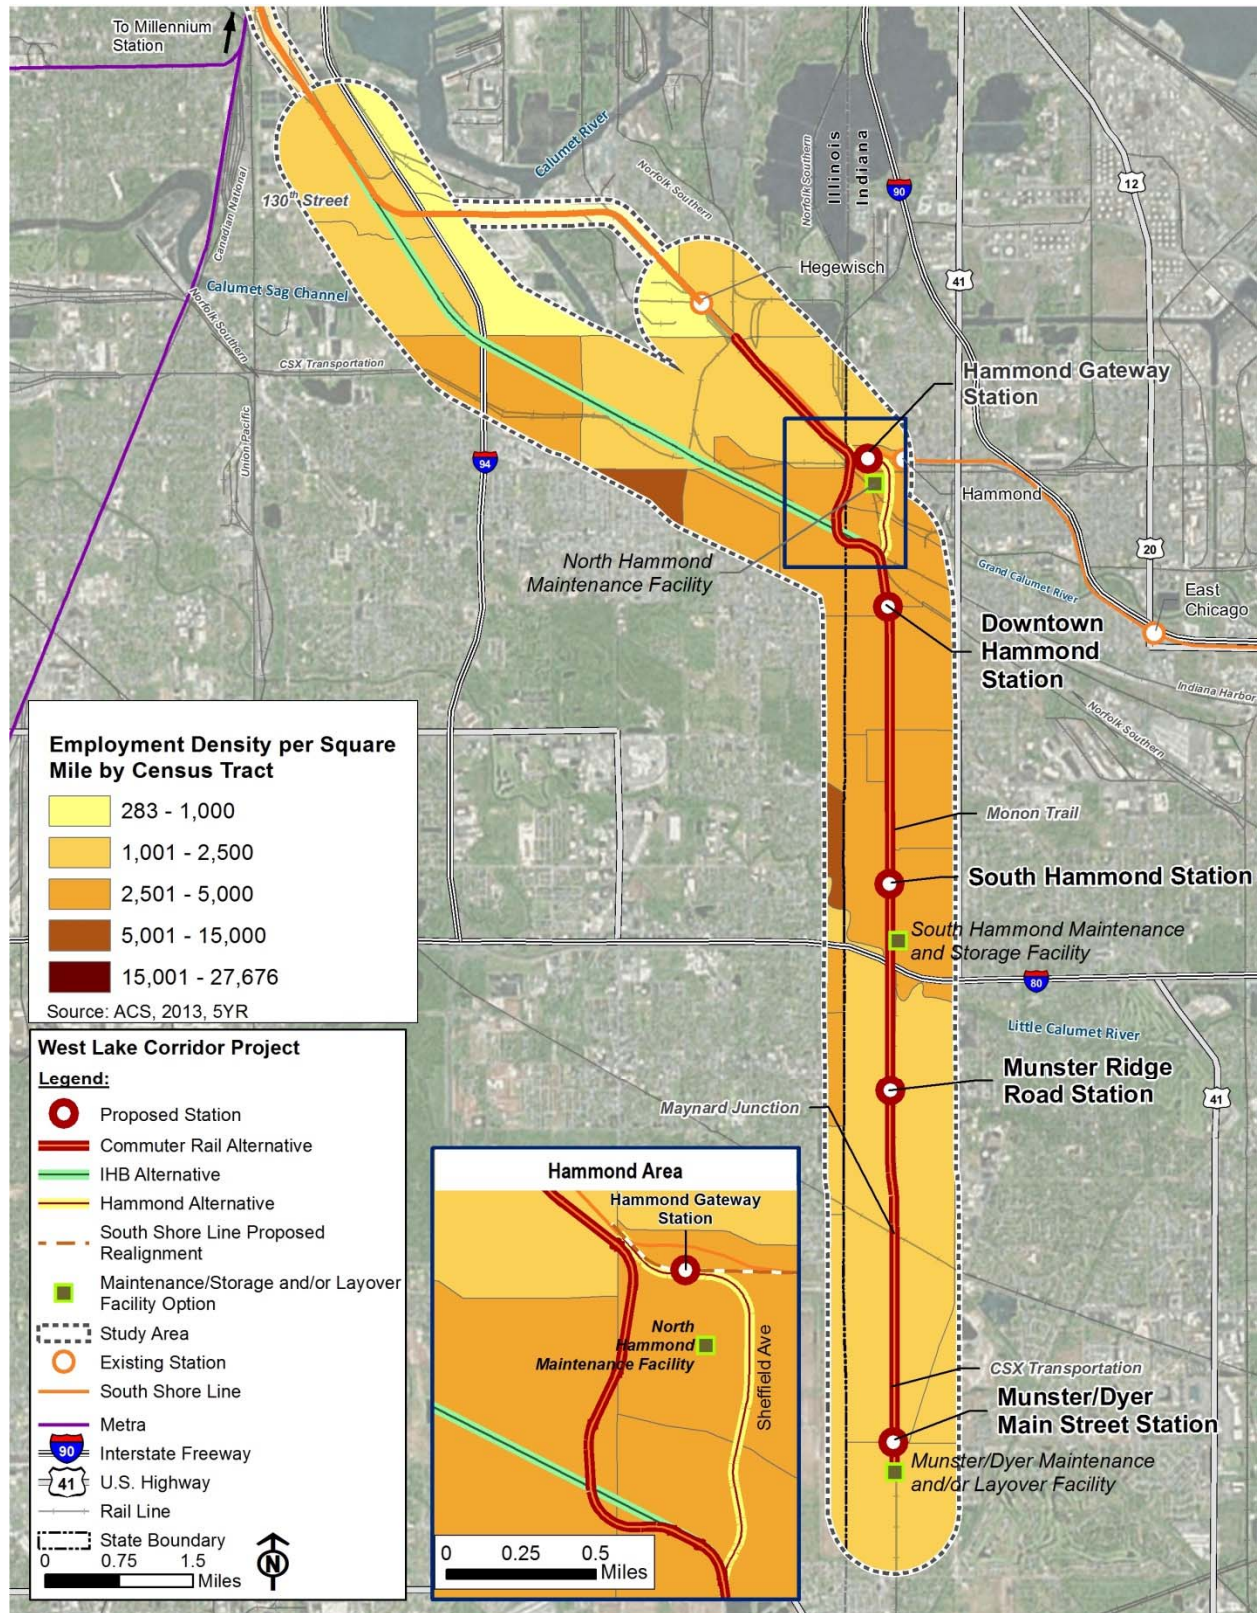 To Millennium
Station
130th Street
Canadian National
Calumet Sag Channel
Norfolk Southern
CSX Transportation
Union Pacific
94
Calumet River
Norfolk Southern
Norfolk Southern
Illinois
Indiana
90
12
41
Hegewisch
Hammond Gateway
Station
Hammond
20
East
Chicago
North Hammond
Maintenance Facility
Grand Calumet River
Downtown
Hammond
Station
Indiana Harbor
Norfolk Southern
Monon Trail
South Hammond Station
South Hammond Maintenance
and Storage Facility
80
Little Calumet River
Munster Ridge
Road Station
41
Maynard Junction
CSX Transportation
Munster/Dyer
Main Street Station
Munster/Dyer Maintenance
and/or Layover Facility
Employment Density per Square
Mile by Census Tract
283 - 1,000
1,001 - 2,500
2,501 - 5,000
5,001 - 15,000
15,001 - 27,676
Source: ACS, 2013, 5YR
West Lake Corridor Project
Legend:
Proposed Station
Commuter Rail Alternative
IHB Alternative
Hammond Alternative
South Shore Line Proposed
Realignment
Maintenance/Storage and/or Layover
Facility Option
Study Area
Existing Station
South Shore Line
Metra
90 Interstate Freeway
41 U.S. Highway
Rail Line
State Boundary
0 0.75 1.5
Miles
N
Hammond Area
Hammond Gateway
Station
North
Hammond
Maintenance Facility
Sheffield Ave
0 0.25 0.5
Miles